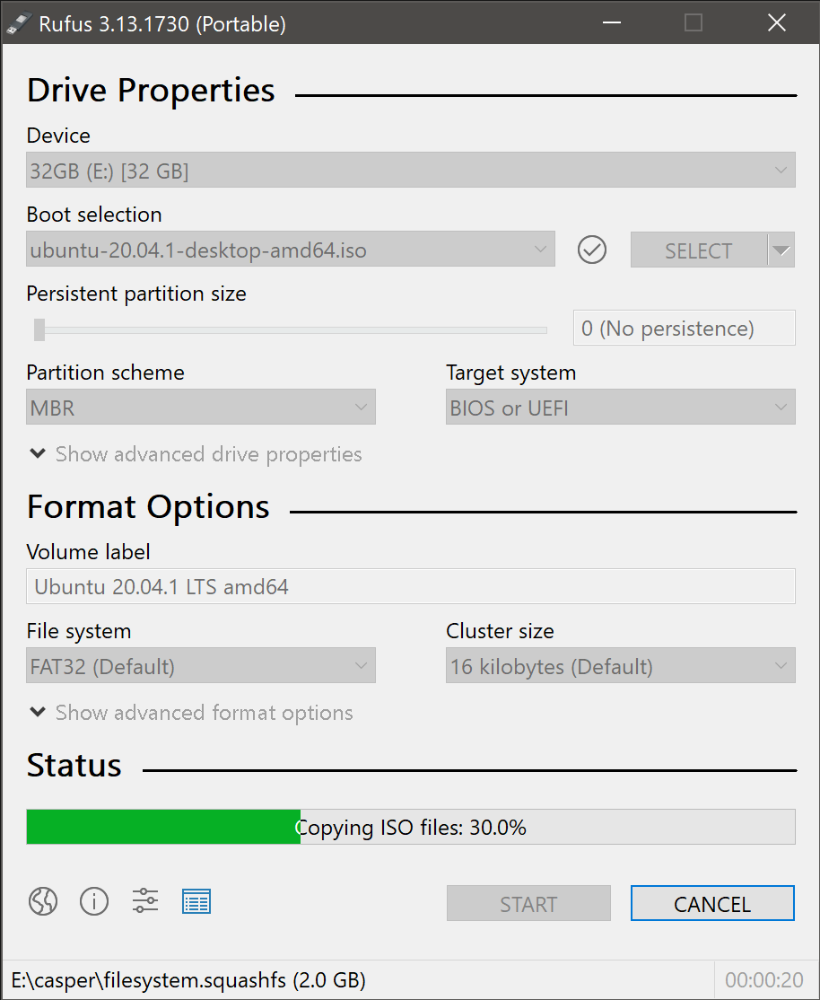 Rufus 3.13.1730 (Portable)
Drive Properties
Device
32GB (E:) [32 GB]
Boot selection
ubuntu-20.04.1-desktop-amd64.iso
SELECT
Persistent partition size
0 (No persistence)
Partition scheme
Target system
MBR
BIOS or UEFI
Show advanced drive properties
Format Options
Volume label
Ubuntu 20.04.1 LTS amd64
File system
Cluster size
FAT32 (Default)
16 kilobytes (Default)
Show advanced format options
Status
Copying ISO files: 30.0%
START
CANCEL
E:\casper\filesystem.squashfs (2.0 GB)
00:00:20